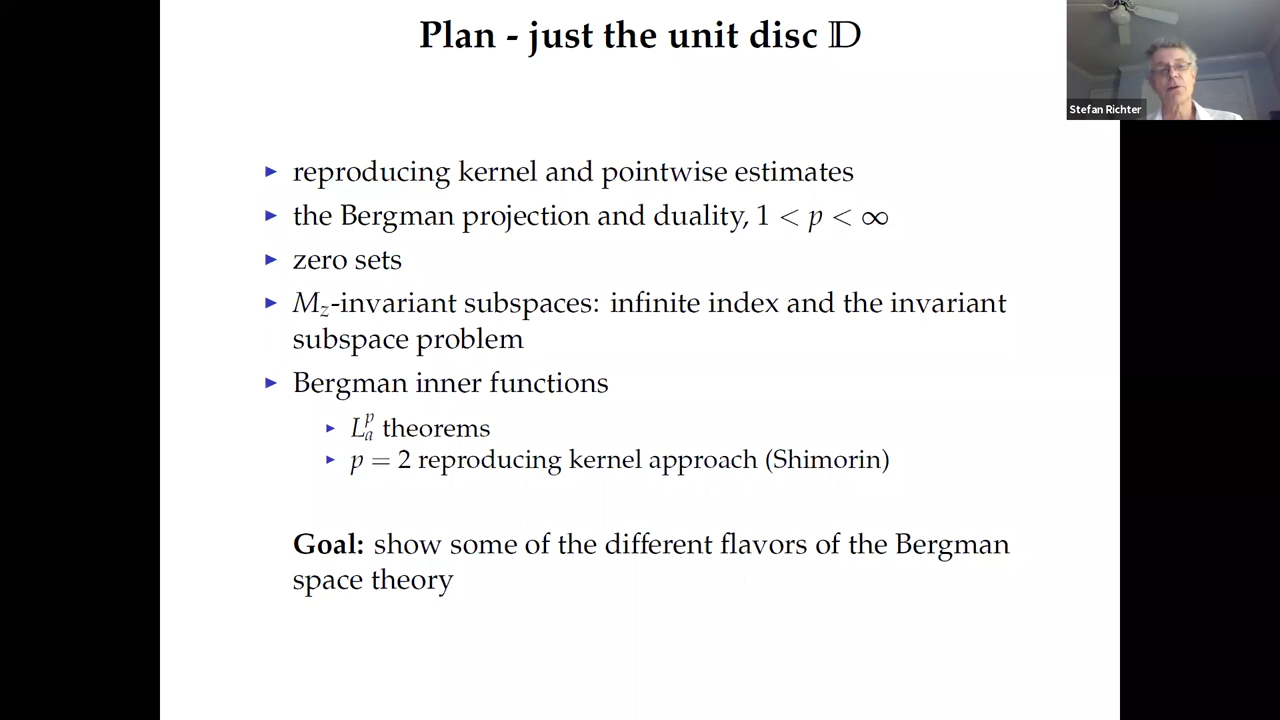 Plan - just the unit disc 𝔻
Stefan Richter
▸ reproducing kernel and pointwise estimates
▸ the Bergman projection and duality, 1 < p < ∞
▸ zero sets
▸ M_z-invariant subspaces: infinite index and the invariant
subspace problem
▸ Bergman inner functions
▸ L_a^p theorems
▸ p = 2 reproducing kernel approach (Shimorin)
Goal: show some of the different flavors of the Bergman
space theory